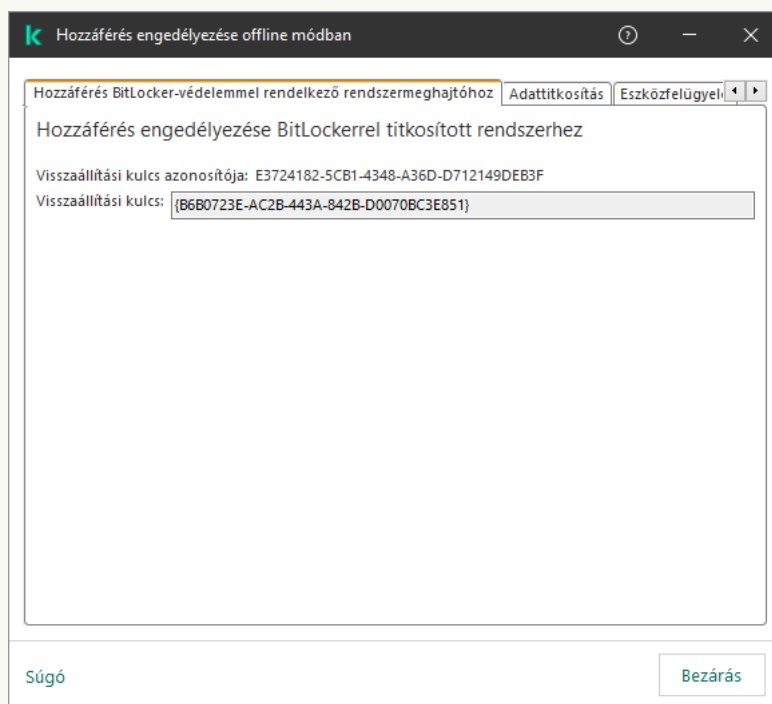 Hozzáférés engedélyezése offline módban
Hozzáférés BitLocker-védelemmel rendelkező rendszermeghajtóhoz Adattitkosítás Eszközfelügyel
Hozzáférés engedélyezése BitLockerrel titkosított rendszerhez
Visszaállítási kulcs azonosítója: E3724182-5CB1-4348-A36D-D712149DEB3F
Visszaállítási kulcs: {B6B0723E-AC2B-443A-842B-D0070BC3E851}
Súgó Bezárás